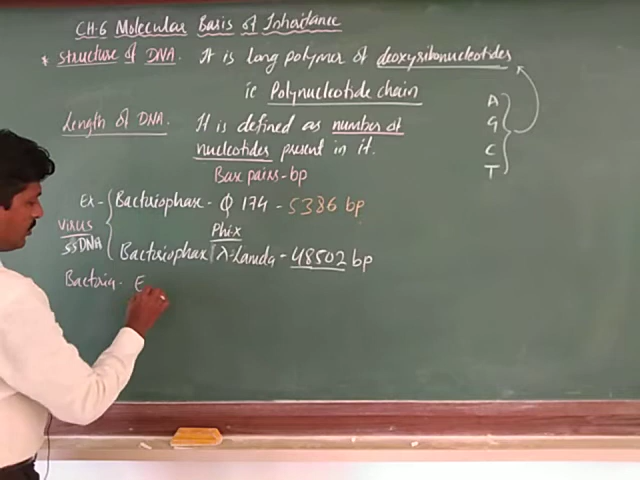 CH-6 Molecular Basis of Inhaitance
* Structure of DNA. It is long polymer of deoxyribonucleotides
ie Polynucleotide chain
A
G
C
T
Length of DNA. It is defined as number of
nucleotides present in it.
Base pairs - bp
Ex - Bacteriophase - ϕ 174 - 5386 bp
Phix
Virus
ssDNA
Bacteriophax λ-Lamda - 48502 bp
Bacteria. E